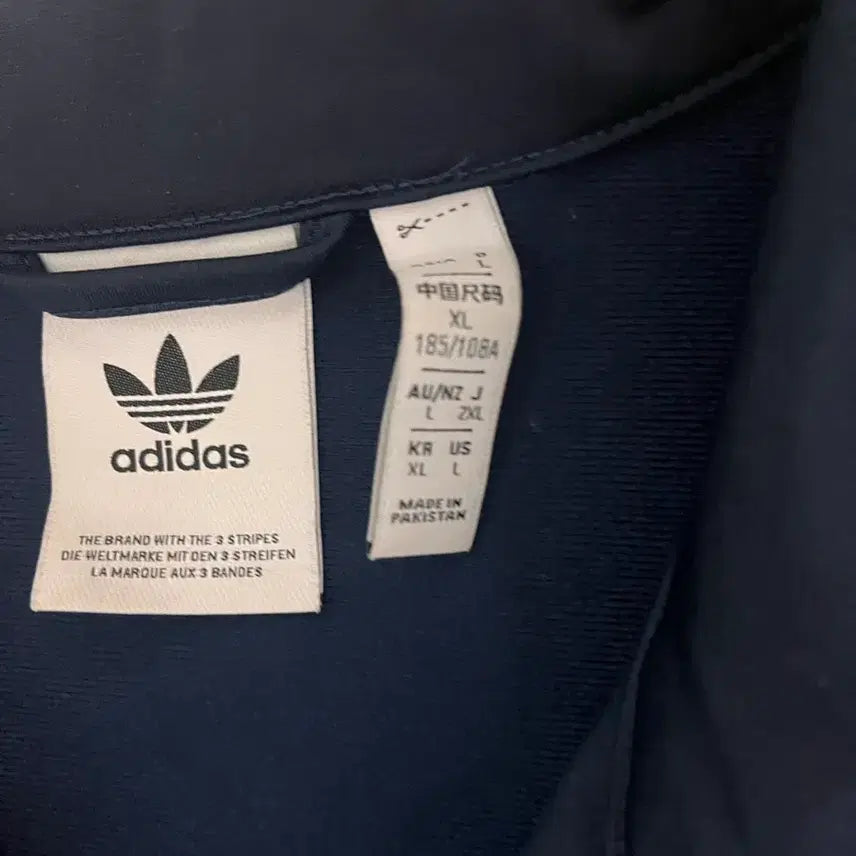 adidas
THE BRAND WITH THE 3 STRIPES
DIE WELTMARKE MIT DEN 3 STREIFEN
LA MARQUE AUX 3 BANDES
中国尺码
XL
185/108A
AU/NZ J
L 2XL
KR US
XL L
MADE IN
PAKISTAN